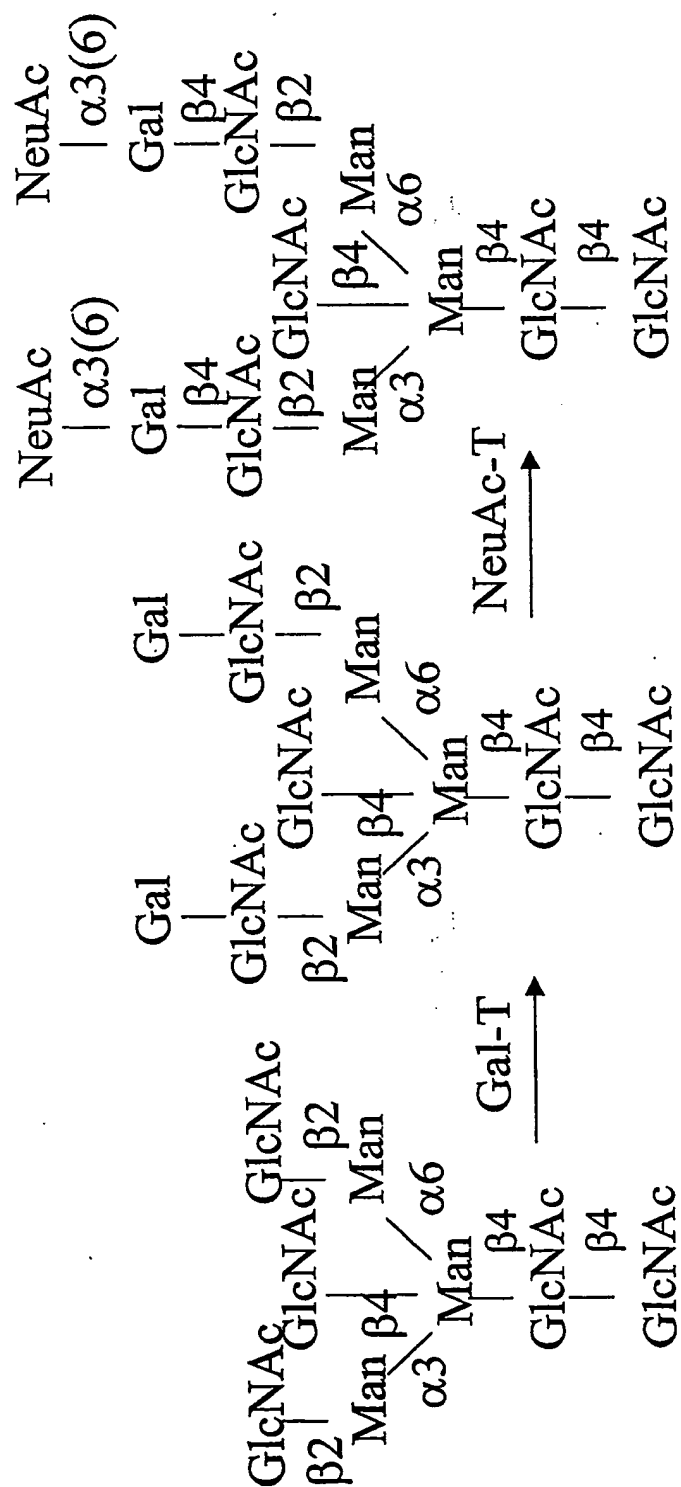 GlcNAc GlcNAc
β2 GlcNAc β2
Man β4 Man
α3 α6
Man
β4
GlcNAc
β4
GlcNAc
Gal-T
Gal Gal
GlcNAc GlcNAc
β2 GlcNAc β2
Man β4 Man
α3 α6
Man
β4
GlcNAc
β4
GlcNAc
NeuAc-T
NeuAc NeuAc
α3(6) α3(6)
Gal Gal
β4 β4
GlcNAc GlcNAc
β2 GlcNAc β2
Man β4 Man
α3 α6
Man
β4
GlcNAc
β4
GlcNAc